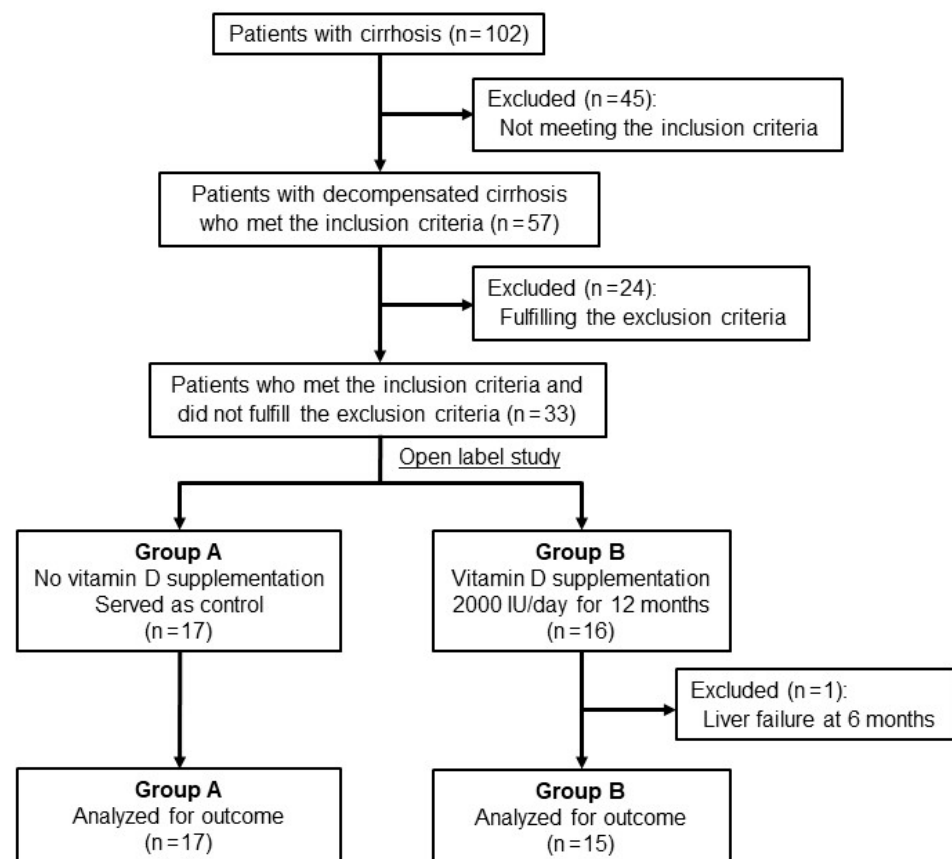 Patients with cirrhosis (n=102)
Excluded (n=45):
Not meeting the inclusion criteria
Patients with decompensated cirrhosis
who met the inclusion criteria (n=57)
Excluded (n=24):
Fulfilling the exclusion criteria
Patients who met the inclusion criteria and
did not fulfill the exclusion criteria (n=33)
Open label study
Group A
No vitamin D supplementation
Served as control
(n=17)
Group B
Vitamin D supplementation
2000 IU/day for 12 months
(n=16)
Excluded (n=1):
Liver failure at 6 months
Group A
Analyzed for outcome
(n=17)
Group B
Analyzed for outcome
(n=15)